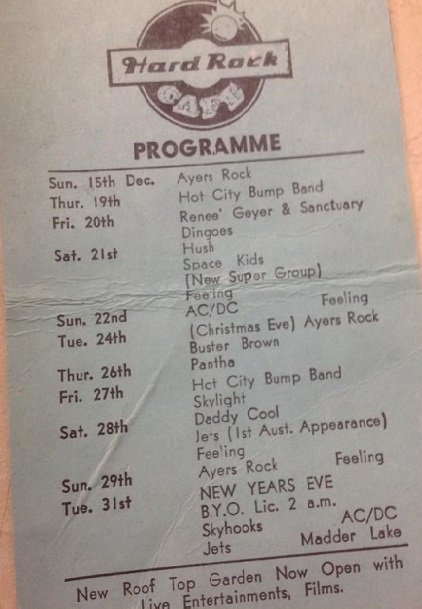 Hard Rock
CAFE
PROGRAMME
Sun. 15th Dec. Ayers Rock
Thur. 19th Hot City Bump Band
Fri. 20th Renee' Geyer & Sanctuary
Dingoes
Sat. 21st Hush
Space Kids
(New Super Group)
Feeing
Sun. 22nd AC/DC Feeling
Tue. 24th (Christmas Eve) Ayers Rock
Buster Brown
Thur. 26th Pantha
Fri. 27th Hct City Bump Band
Skylight
Sat. 28th Daddy Cool
Je's (1st Aust. Appearance)
Feeling
Sun. 29th Ayers Rock Feeling
Tue. 31st NEW YEARS EVE
BY.O. Lic. 2 a.m.
Skyhooks AC/DC
Jets Madder Lake
New Roof Top Garden Now Open with
Live Entertainments, Films.